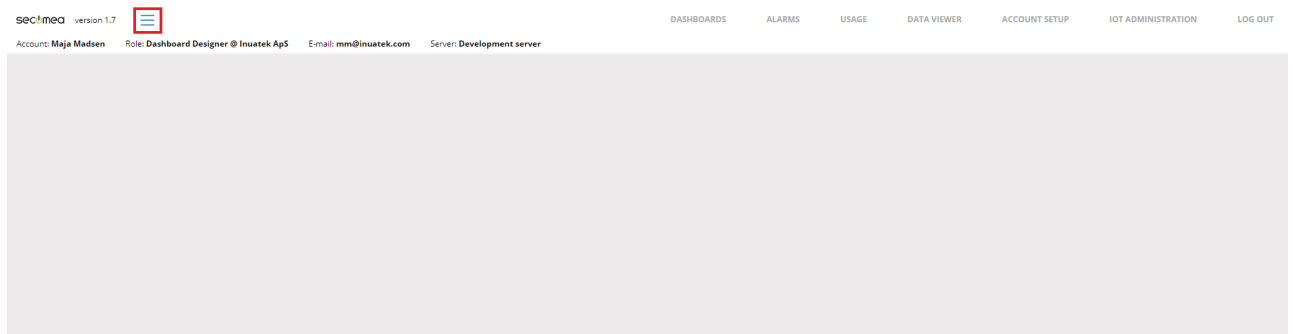 secomea version 1.7 DASHBOARDS ALARMS USAGE DATA VIEWER ACCOUNT SETUP IOT ADMINISTRATION LOG OUT
Account: Maja Madsen Role: Dashboard Designer @ Inuatek ApS E-mail: mm@inuatek.com Server: Development server